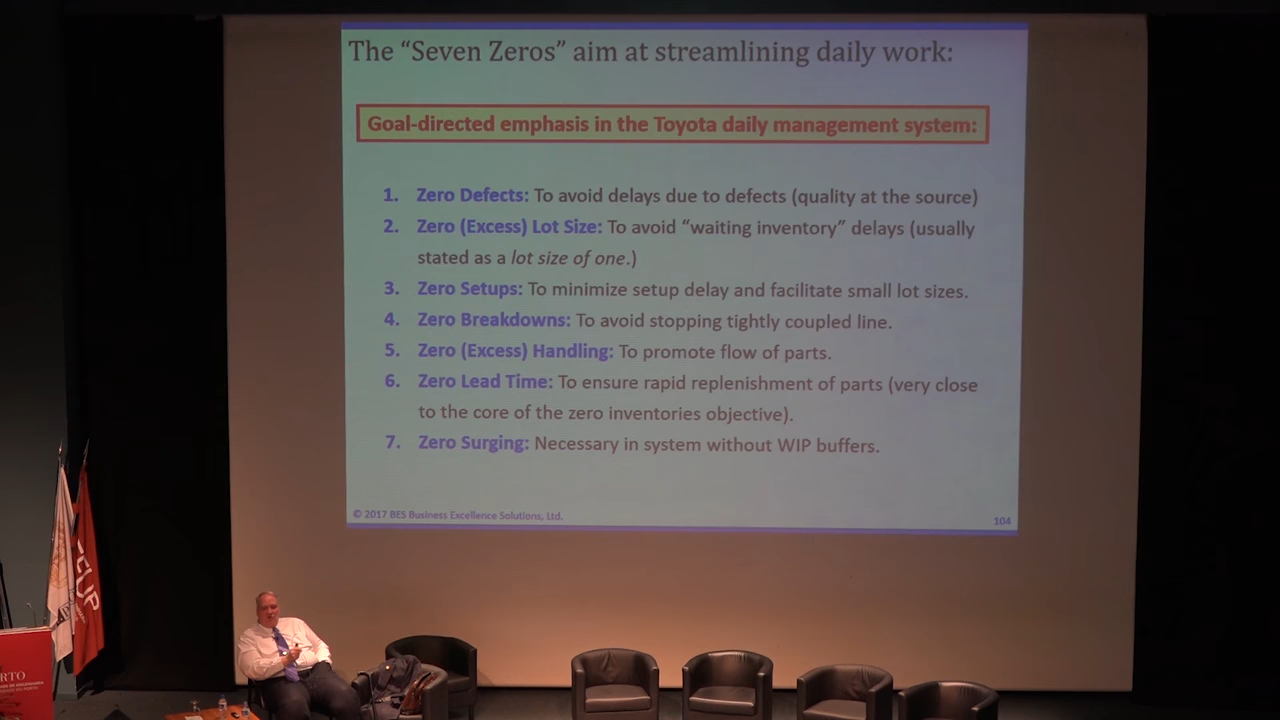 The “Seven Zeros” aim at streamlining daily work:
Goal-directed emphasis in the Toyota daily management system:
1. Zero Defects: To avoid delays due to defects (quality at the source)
2. Zero (Excess) Lot Size: To avoid “waiting inventory” delays (usually
stated as a lot size of one.)
3. Zero Setups: To minimize setup delay and facilitate small lot sizes.
4. Zero Breakdowns: To avoid stopping tightly coupled line.
5. Zero (Excess) Handling: To promote flow of parts.
6. Zero Lead Time: To ensure rapid replenishment of parts (very close
to the core of the zero inventories objective).
7. Zero Surging: Necessary in system without WIP buffers.
© 2017 BES Business Excellence Solutions, Ltd.
104
FEUP
RTO